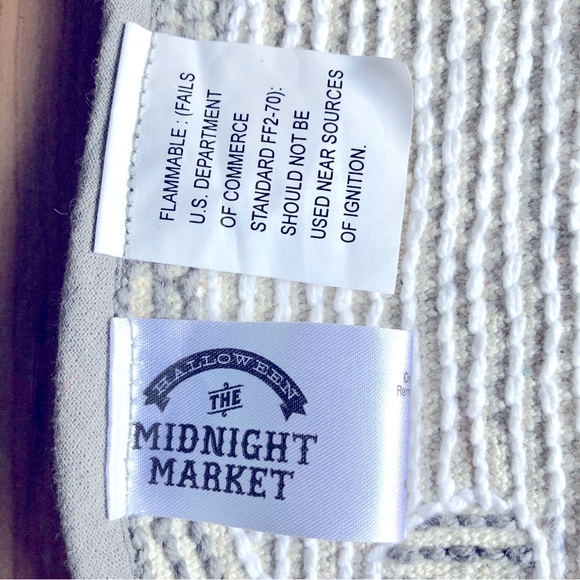 FLAMMABLE : (FAILS
U.S. DEPARTMENT
OF COMMERCE
STANDARD FF2-70):
SHOULD NOT BE
USED NEAR SOURCES
OF IGNITION.
HALLOWEEN
THE
MIDNIGHT
MARKET